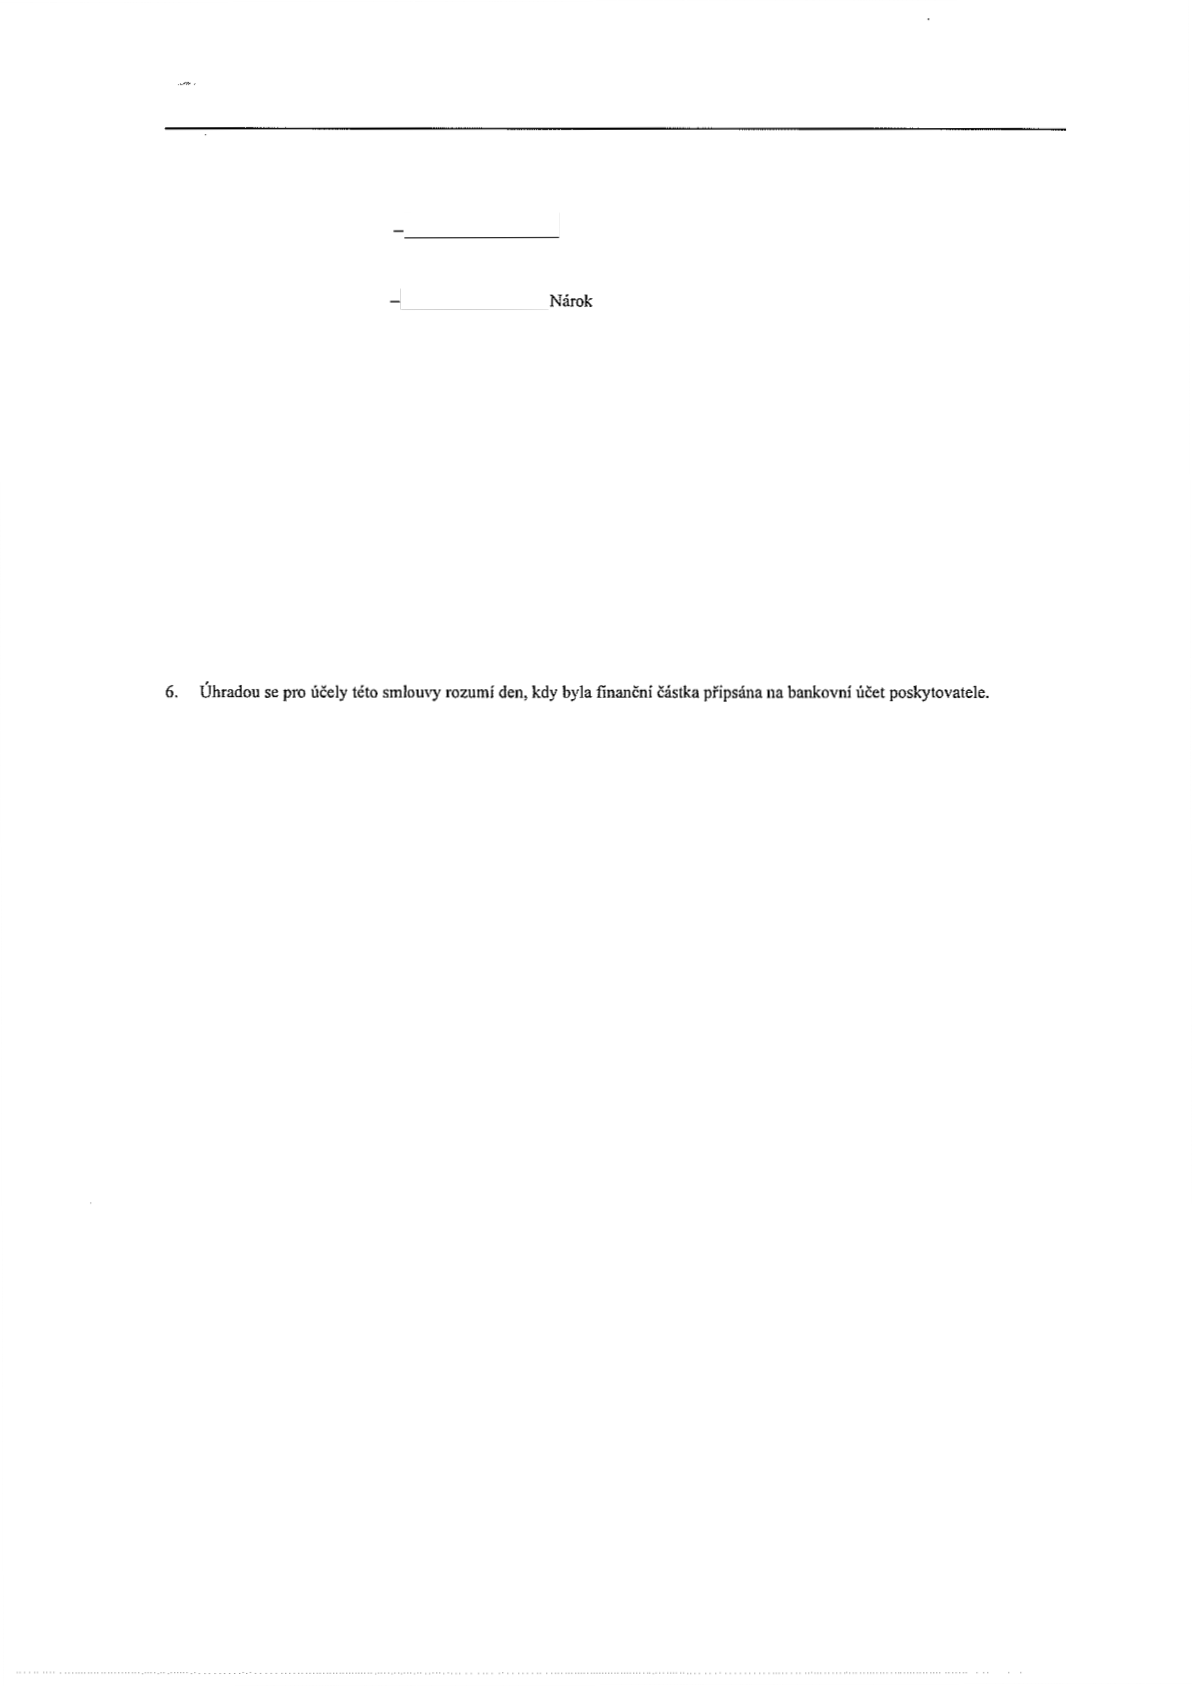 –
– Nárok
6. Úhradou se pro účely této smlouvy rozumí den, kdy byla finanční částka připsána na bankovní účet poskytovatele.